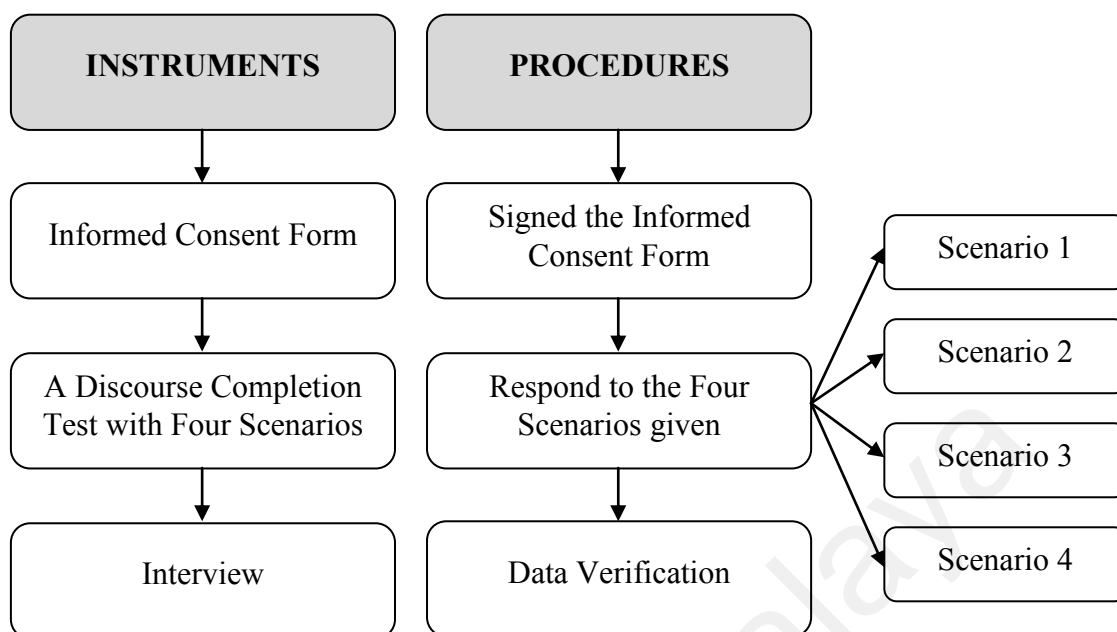 INSTRUMENTS
PROCEDURES
Informed Consent Form
Signed the Informed
Consent Form
Scenario 1
Scenario 2
A Discourse Completion
Test with Four Scenarios
Respond to the Four
Scenarios given
Scenario 3
Scenario 4
Interview
Data Verification